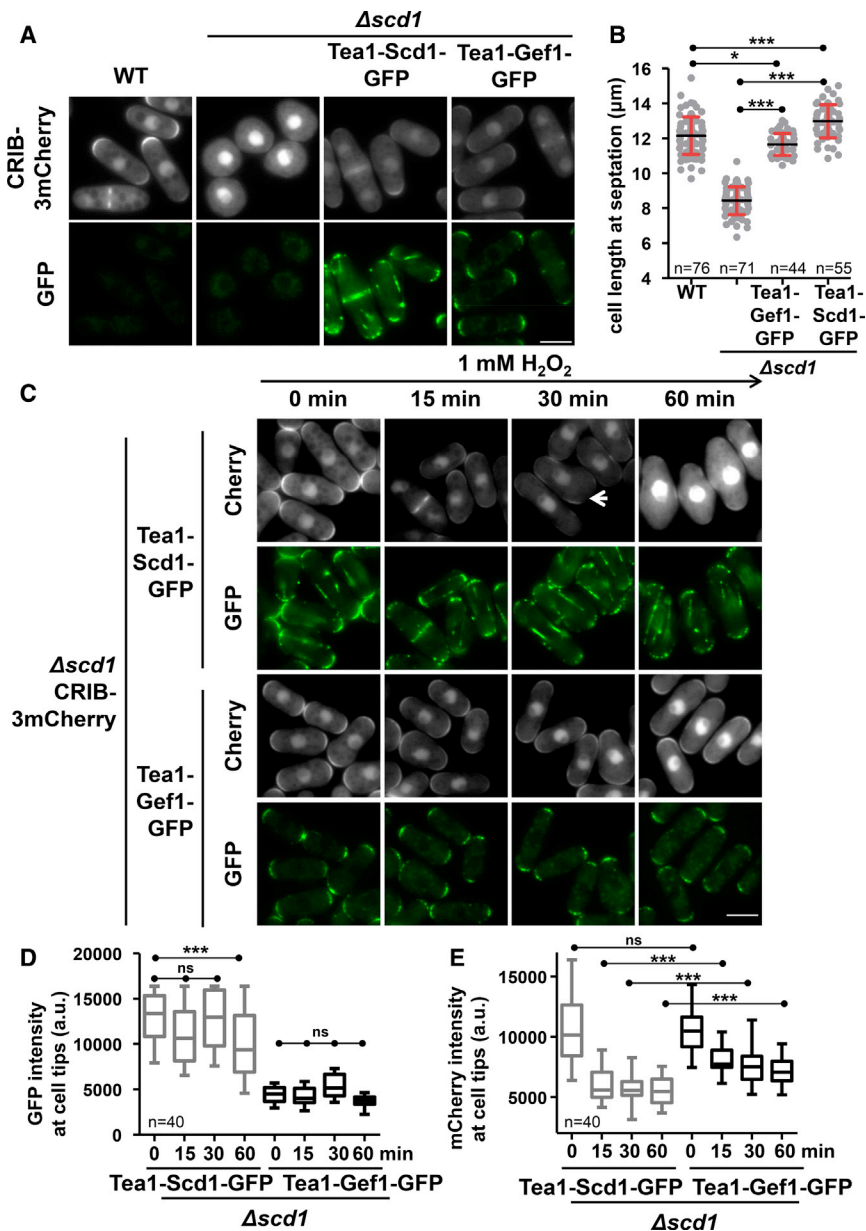 A
Δscd1
WT
Tea1-Scd1-
GFP
Tea1-Gef1-
GFP
CRIB-
3mCherry
GFP
B
cell length at septation (μm)
16
14
12
10
8
6
4
***
*
***
***
n=76
n=71
n=44
n=55
WT
Tea1-
Gef1-
GFP
Tea1-
Scd1-
GFP
Δscd1
C
1 mM H₂O₂
0 min
15 min
30 min
60 min
Δscd1
CRIB-
3mCherry
Tea1-
Scd1-
GFP
Cherry
GFP
Tea1-
Gef1-
GFP
Cherry
GFP
D
GFP intensity
at cell tips (a.u.)
20000
15000
10000
5000
0
***
ns
ns
n=40
0 15 30 60 0 15 30 60 min
Tea1-Scd1-GFP Tea1-Gef1-GFP
Δscd1
E
mCherry intensity
at cell tips (a.u.)
15000
10000
5000
ns
***
***
***
n=40
0 15 30 60 0 15 30 60 min
Tea1-Scd1-GFP Tea1-Gef1-GFP
Δscd1